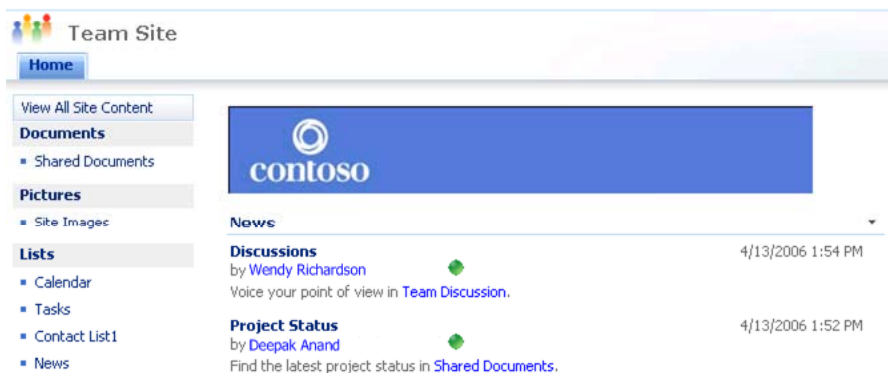 Team Site
Home
View All Site Content
Documents
Shared Documents
Pictures
Site Images
Lists
Calendar
Tasks
Contact List1
News
contoso
News
Discussions 4/13/2006 1:54 PM
by Wendy Richardson
Voice your point of view in Team Discussion.
Project Status 4/13/2006 1:52 PM
by Deepak Anand
Find the latest project status in Shared Documents.